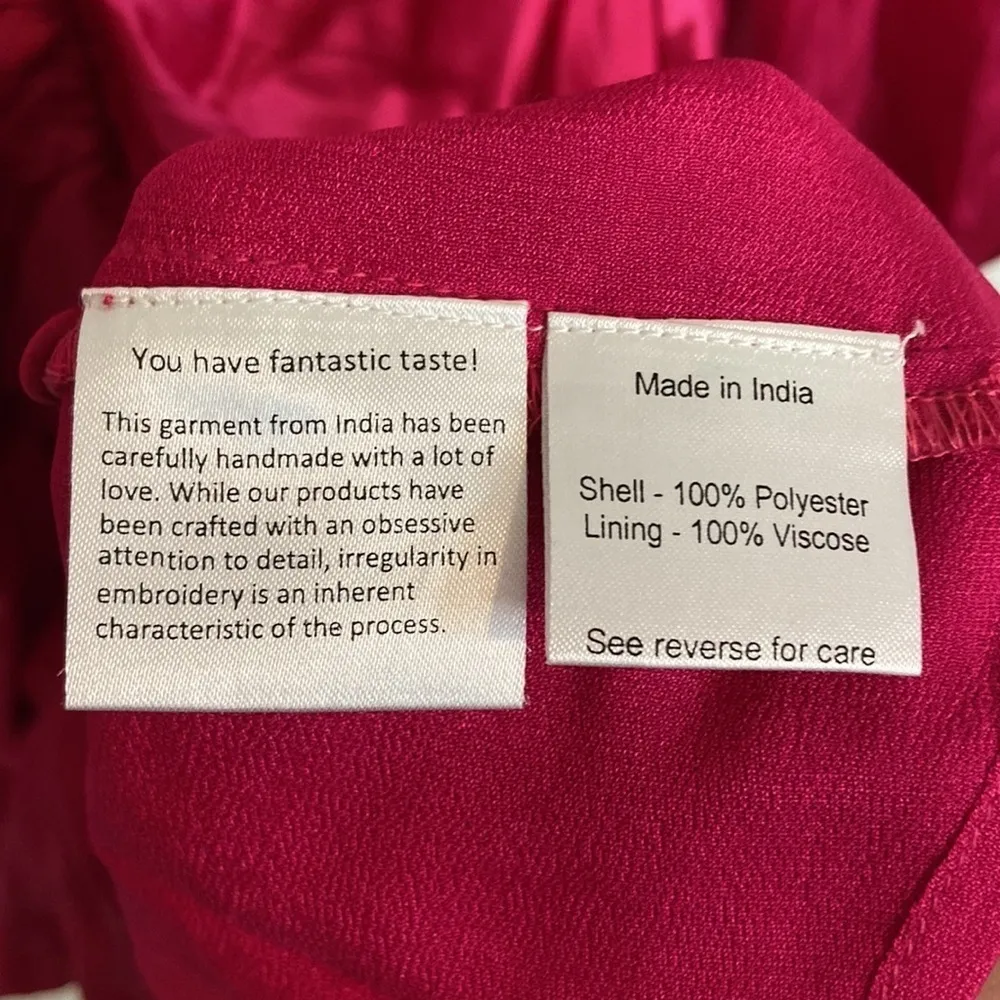 You have fantastic taste!
This garment from India has been
carefully handmade with a lot of
love. While our products have
been crafted with an obsessive
attention to detail, irregularity in
embroidery is an inherent
characteristic of the process.
Made in India
Shell - 100% Polyester
Lining - 100% Viscose
See reverse for care